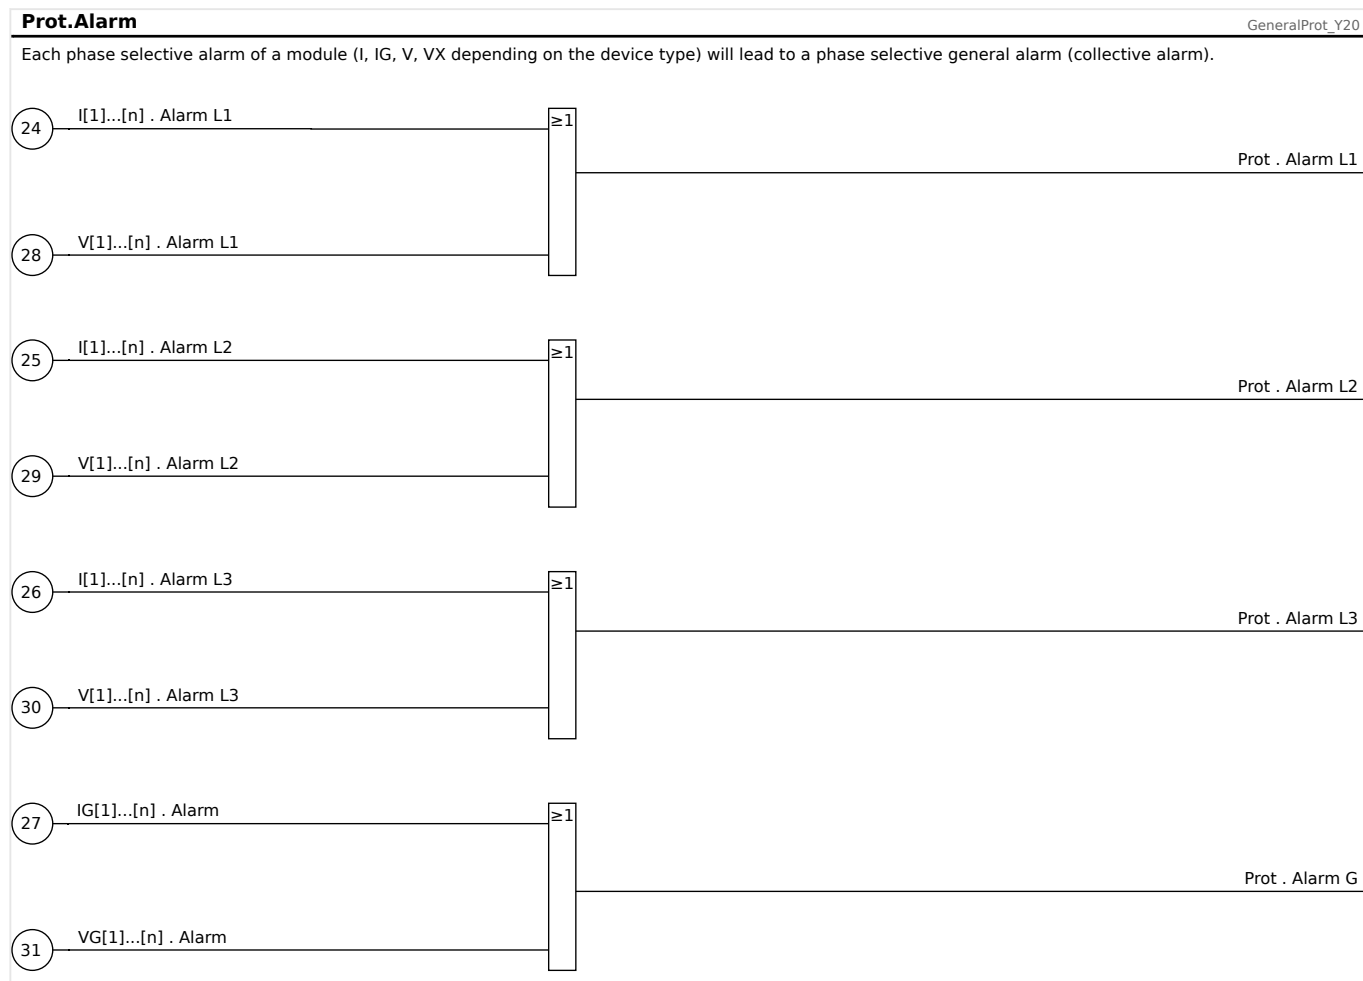 Prot.Alarm
GeneralProt_Y20
Each phase selective alarm of a module (I, IG, V, VX depending on the device type) will lead to a phase selective general alarm (collective alarm).
24
I[1]...[n] . Alarm L1
≥1
Prot . Alarm L1
28
V[1]...[n] . Alarm L1
25
I[1]...[n] . Alarm L2
≥1
Prot . Alarm L2
29
V[1]...[n] . Alarm L2
26
I[1]...[n] . Alarm L3
≥1
Prot . Alarm L3
30
V[1]...[n] . Alarm L3
27
IG[1]...[n] . Alarm
≥1
Prot . Alarm G
31
VG[1]...[n] . Alarm